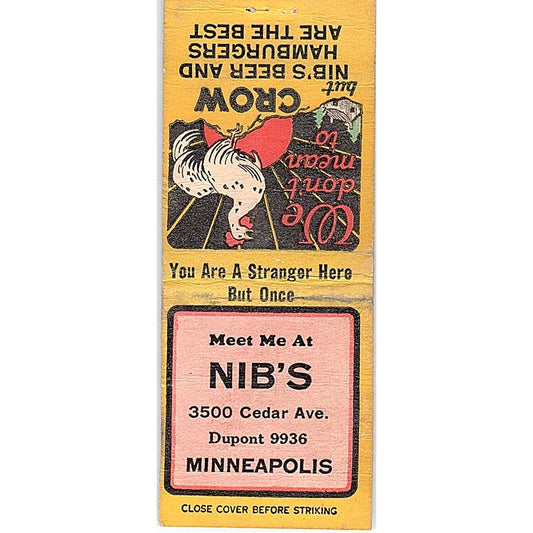 We
don't
mean
to
CROW
but
NIB'S BEER AND
HAMBURGERS
ARE THE BEST
You Are A Stranger Here
But Once
Meet Me At
NIB'S
3500 Cedar Ave.
Dupont 9936
MINNEAPOLIS
CLOSE COVER BEFORE STRIKING